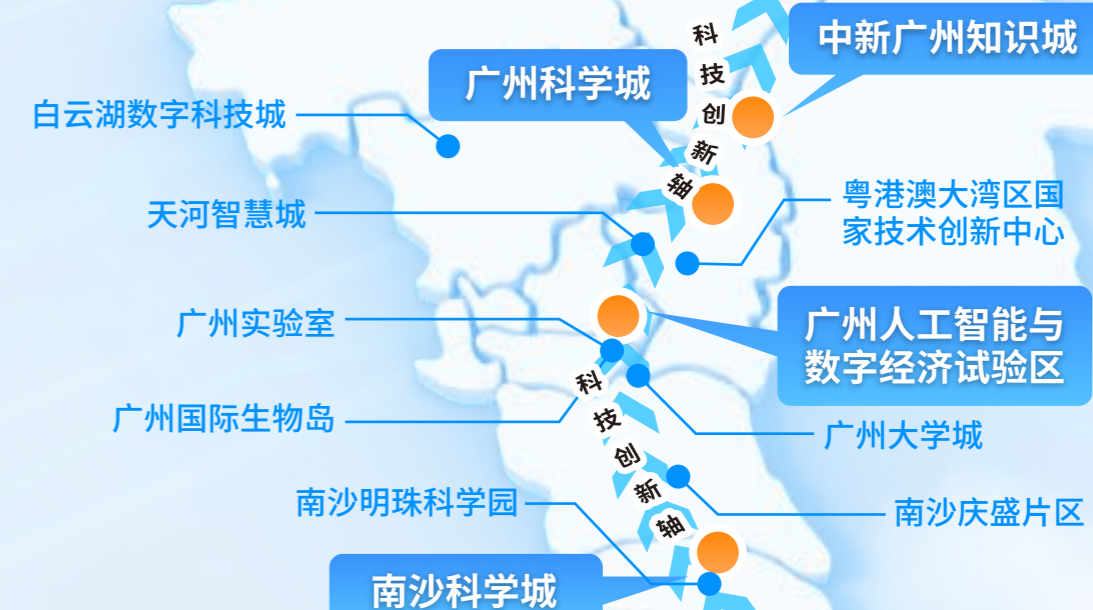 中新广州知识城
科技创新轴
广州科学城
白云湖数字科技城
天河智慧城
粤港澳大湾区国
家技术创新中心
广州实验室
广州人工智能与
数字经济试验区
科技创新轴
广州国际生物岛
广州大学城
南沙明珠科学园
南沙庆盛片区
南沙科学城